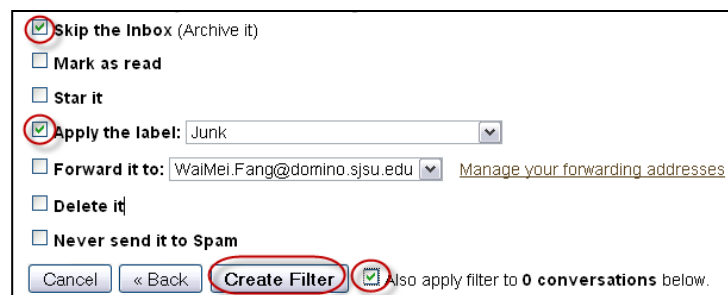 Skip the Inbox (Archive it)
Mark as read
Star it
Apply the label: Junk
Forward it to: WaiMei.Fang@domino.sjsu.edu Manage your forwarding addresses
Delete it
Never send it to Spam
Cancel « Back Create Filter Also apply filter to 0 conversations below.